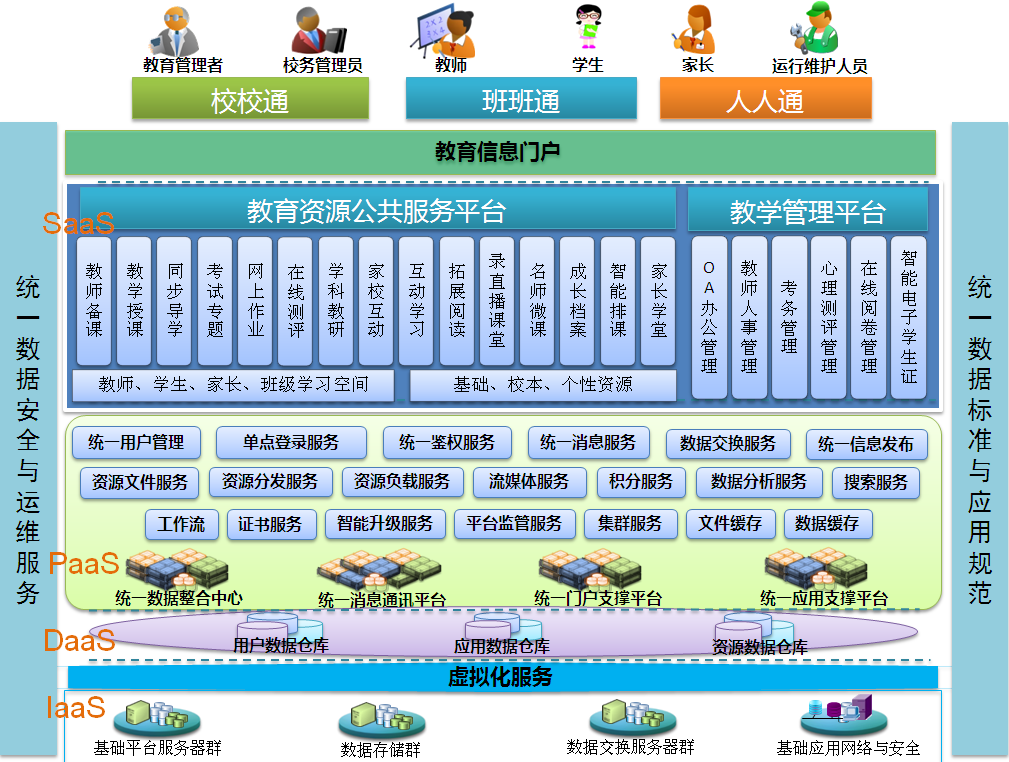 教育管理者
校务管理员
教师
学生
家长
运行维护人员
校校通
班班通
人人通
教育信息门户
SaaS
教育资源公共服务平台
教学管理平台
教师备课
教学授课
同步导学
考试专题
网上作业
在线测评
学科教研
家校互动
互动学习
拓展阅读
录直播课堂
名师微课
成长档案
智能排课
家长学堂
OA办公管理
教师人事管理
考务管理
心理测评管理
在线阅卷管理
智能电子学生证
教师、学生、家长、班级学习空间
基础、校本、个性资源
统一数据安全与运维服务
统一数据标准与应用规范
统一用户管理
单点登录服务
统一鉴权服务
统一消息服务
数据交换服务
统一信息发布
资源文件服务
资源分发服务
资源负载服务
流媒体服务
积分服务
数据分析服务
搜索服务
工作流
证书服务
智能升级服务
平台监管服务
集群服务
文件缓存
数据缓存
PaaS
统一数据整合中心
统一消息通讯平台
统一门户支撑平台
统一应用支撑平台
DaaS
用户数据仓库
应用数据仓库
资源数据仓库
虚拟化服务
IaaS
基础平台服务器群
数据存储群
数据交换服务器群
基础应用网络与安全